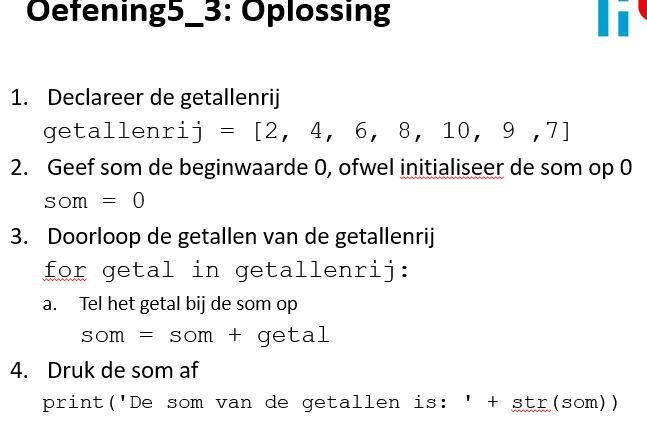 Oefening5_3: Oplossing
1. Declareer de getallenrij
getallenrij = [2, 4, 6, 8, 10, 9 ,7]
2. Geef som de beginwaarde 0, ofwel initialiseer de som op 0
som = 0
3. Doorloop de getallen van de getallenrij
for getal in getallenrij:
a. Tel het getal bij de som op
som = som + getal
4. Druk de som af
print('De som van de getallen is: ' + str(som))